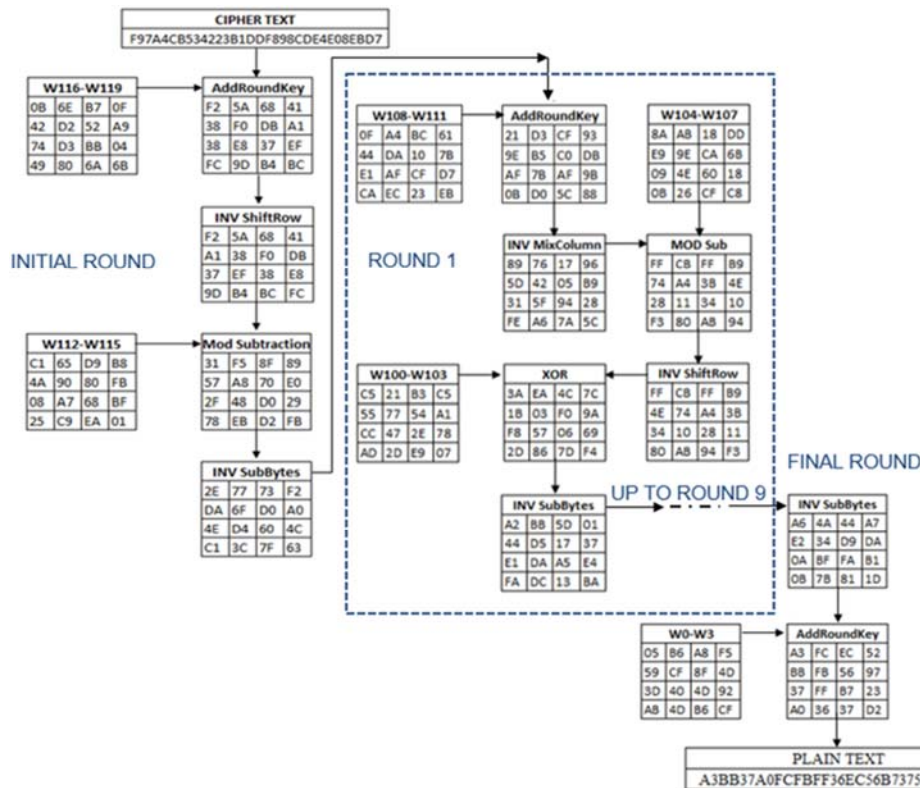 CIPHER TEXT
F97A4CB534223B1DDF898CDE4E08EBD7
W116-W119
0B 6E B7 0F
42 D2 52 A9
74 D3 BB 04
49 80 6A 6B
AddRoundKey
F2 5A 68 41
38 F0 DB A1
38 E8 37 EF
FC 9D B4 BC
INV ShiftRow
F2 5A 68 41
A1 38 F0 DB
37 EF 38 E8
9D B4 BC FC
INITIAL ROUND
W112-W115
C1 65 D9 B8
4A 90 80 FB
08 A7 68 BF
25 C9 EA 01
Mod Subtraction
31 F5 8F 89
57 A8 70 E0
2F 48 D0 29
78 EB D2 FB
INV SubBytes
2E 77 73 F2
DA 6F D0 A0
4E D4 60 4C
C1 3C 7F 63
W108-W111
0F A4 BC 61
44 DA 10 7B
E1 AF CF D7
CA EC 23 EB
AddRoundKey
21 D3 CF 93
9E B5 C0 DB
AF 7B AF 9B
0B D0 5C 88
W104-W107
8A AB 18 DD
E9 9E CA 6B
09 4E 60 18
0B 26 CF C8
ROUND 1
INV MixColumn
89 76 17 96
5D 42 05 B9
31 5F 94 28
FE A6 7A 5C
MOD Sub
FF CB FF B9
74 A4 3B 4E
28 11 34 10
F3 80 AB 94
W100-W103
C5 21 B3 C5
55 77 54 A1
CC 47 2E 78
AD 2D E9 07
XOR
3A EA 4C 7C
1B 03 F0 9A
F8 57 06 69
2D 86 7D F4
INV ShiftRow
FF CB FF B9
4E 74 A4 3B
34 10 28 11
80 AB 94 F3
INV SubBytes
A2 BB 5D 01
44 D5 17 37
E1 DA A5 E4
FA DC 13 BA
UP TO ROUND 9
FINAL ROUND
INV SubBytes
A6 4A 44 A7
E2 34 D9 DA
0A BF FA B1
0B 7B 81 1D
W0-W3
05 B6 A8 F5
59 CF 8F 4D
3D 40 4D 92
AB 4D B6 CF
AddRoundKey
A3 FC EC 52
BB FB 56 97
37 FF B7 23
A0 36 37 D2
PLAIN TEXT
A3BB37A0FCFBFF36EC56B7375